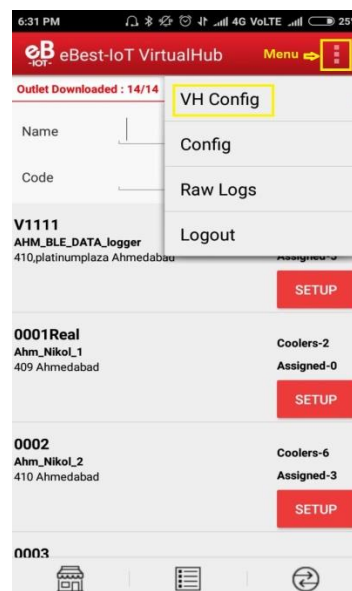 6:31 PM 4G VoLTE 25%
eB -IOT- eBest-IoT VirtualHub Menu
Outlet Downloaded : 14/14
VH Config
Name
Config
Code
Raw Logs
Logout
V1111
AHM_BLE_DATA_logger
410,platinumplaza Ahmedabad
SETUP
0001Real
Ahm_Nikol_1
Coolers-2
409 Ahmedabad
Assigned-0
SETUP
0002
Ahm_Nikol_2
Coolers-6
410 Ahmedabad
Assigned-3
SETUP
0003